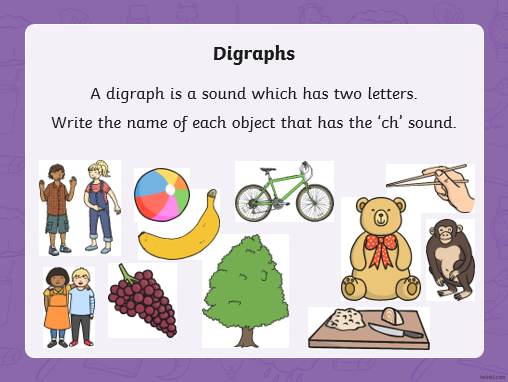 Digraphs
A digraph is a sound which has two letters.
Write the name of each object that has the ‘ch’ sound.